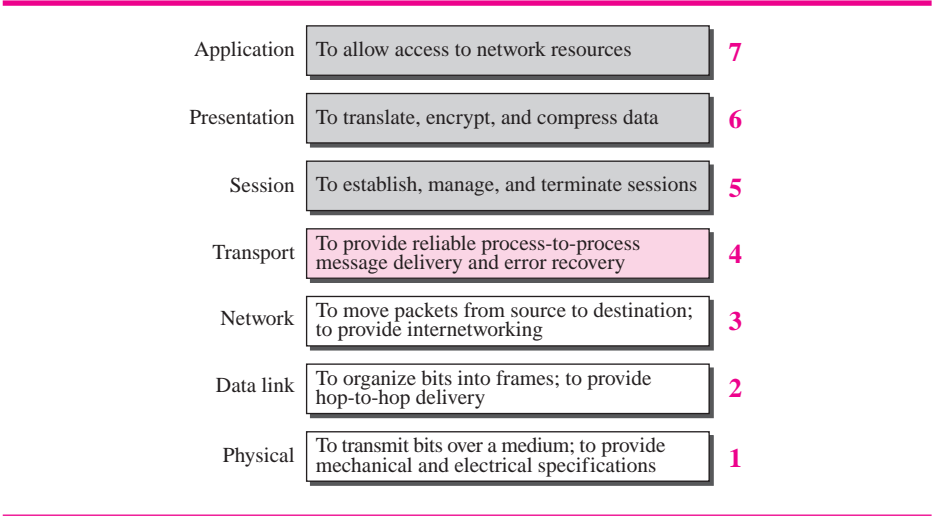 Application To allow access to network resources 7
Presentation To translate, encrypt, and compress data 6
Session To establish, manage, and terminate sessions 5
Transport To provide reliable process-to-process
message delivery and error recovery 4
Network To move packets from source to destination;
to provide internetworking 3
Data link To organize bits into frames; to provide
hop-to-hop delivery 2
Physical To transmit bits over a medium; to provide
mechanical and electrical specifications 1